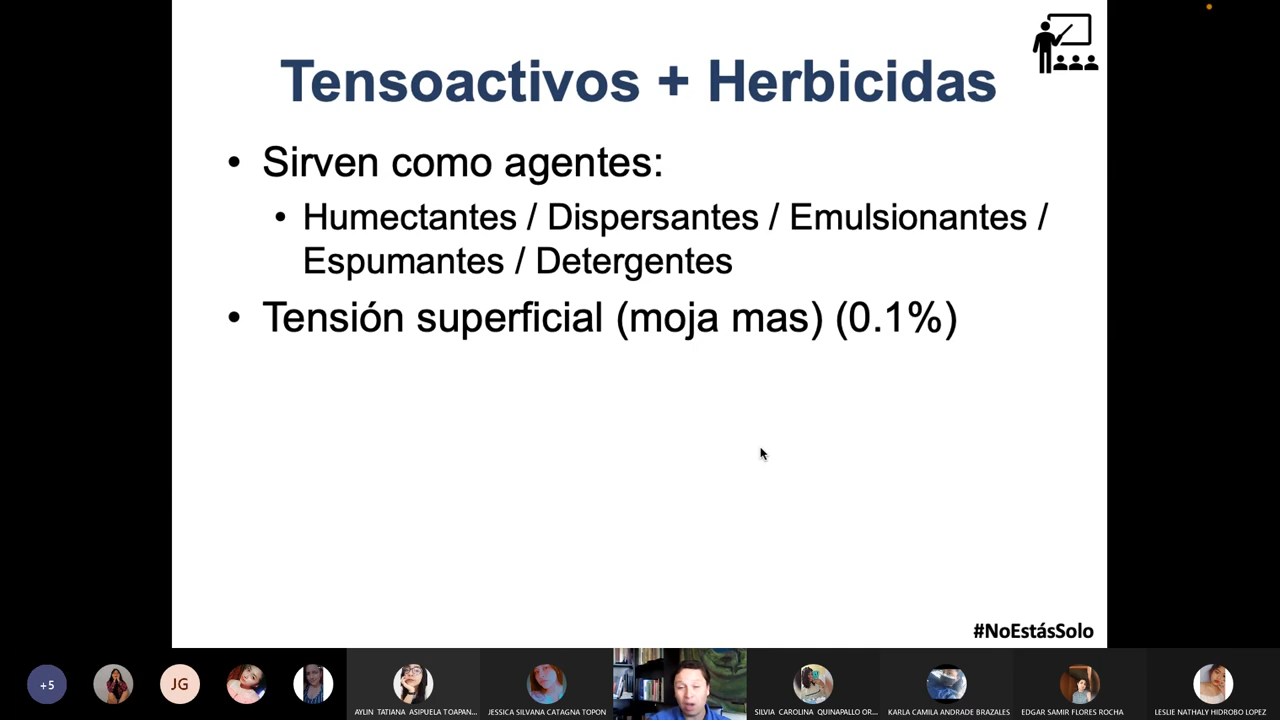 Tensoactivos + Herbicidas
• Sirven como agentes:
• Humectantes / Dispersantes / Emulsionantes /
Espumantes / Detergentes
• Tensión superficial (moja mas) (0.1%)
#NoEstásSolo
+5
JG
AYLIN TATIANA ASIPUELA TOAPAN...
JESSICA SILVANA CATAGNA TOPON
SILVIA CAROLINA QUINAPALLO OR...
KARLA CAMILA ANDRADE BRAZALES
EDGAR SAMIR FLORES ROCHA
LESLIE NATHALY HIDROBO LOPEZ